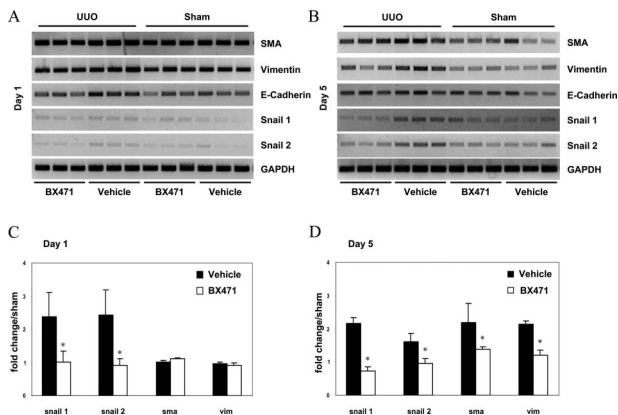 A
UUO Sham
Day 1
SMA
Vimentin
E-Cadherin
Snail 1
Snail 2
GAPDH
BX471 Vehicle BX471 Vehicle
B
UUO Sham
Day 5
SMA
Vimentin
E-Cadherin
Snail 1
Snail 2
GAPDH
BX471 Vehicle BX471 Vehicle
C Day 1
fold change/sham
4
3
2
1
0
Vehicle
BX471
* *
snail 1 snail 2 sma vim
D Day 5
fold change/sham
4
3
2
1
0
Vehicle
BX471
* * * *
snail 1 snail 2 sma vim